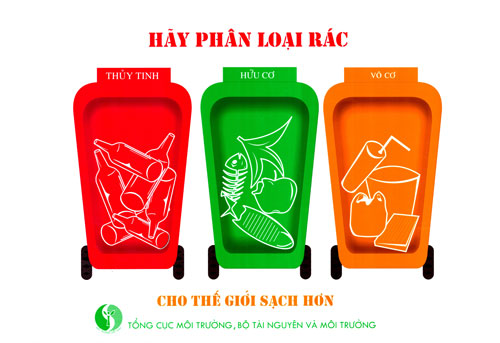 HÃY PHÂN LOẠI RÁC
THỦY TINH
HỮU CƠ
VÔ CƠ
CHO THẾ GIỚI SẠCH HƠN
TỔNG CỤC MÔI TRƯỜNG, BỘ TÀI NGUYÊN VÀ MÔI TRƯỜNG